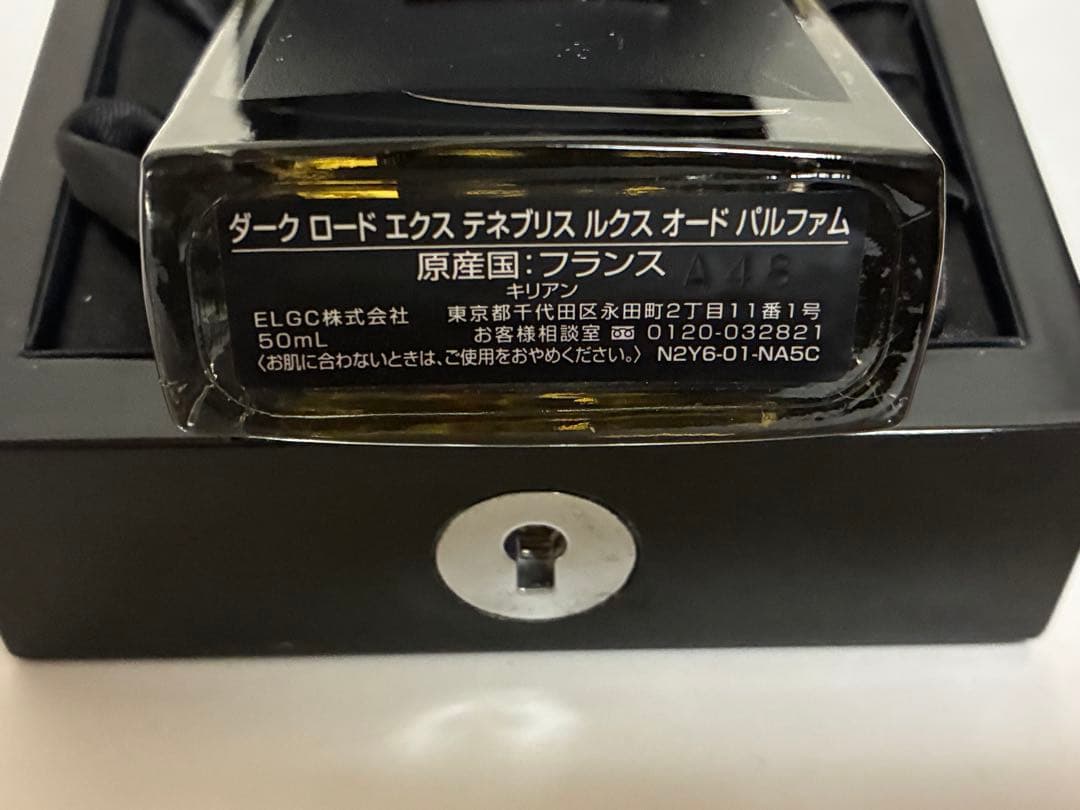 ダーク ロード エクス テネブリス ルクス オード パルファム
原産国:フランス A48
キリアン
ELGC株式会社 東京都千代田区永田町2丁目11番1号
50mL お客様相談室 0120-032821
〈お肌に合わないときは、ご使用をおやめください。〉 N2Y6-01-NA5C